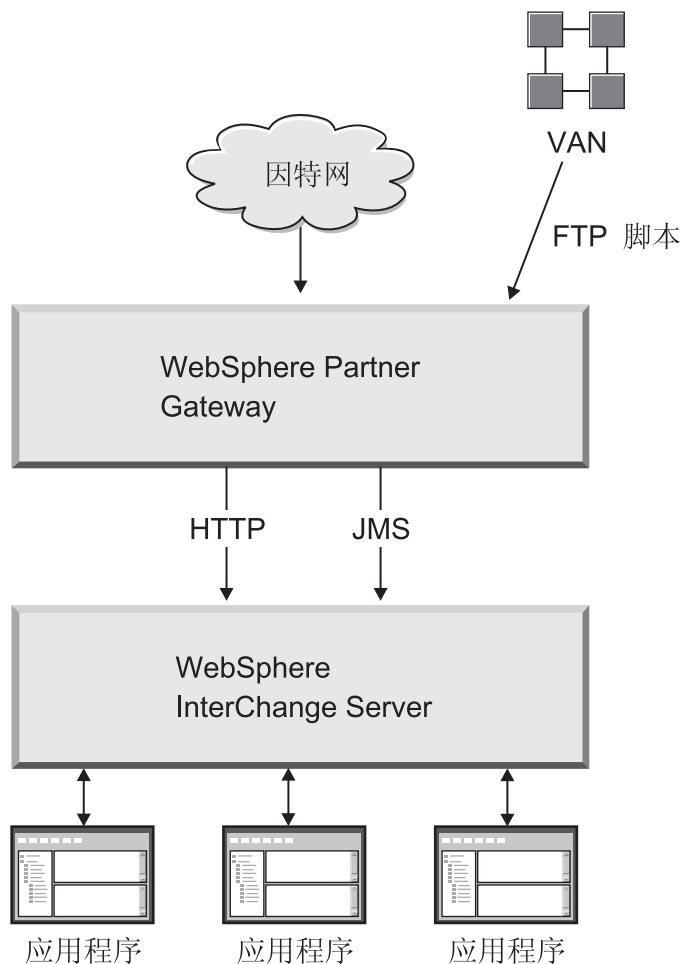 VAN
因特网
FTP 脚本
WebSphere Partner
Gateway
HTTP
JMS
WebSphere
InterChange Server
应用程序
应用程序
应用程序